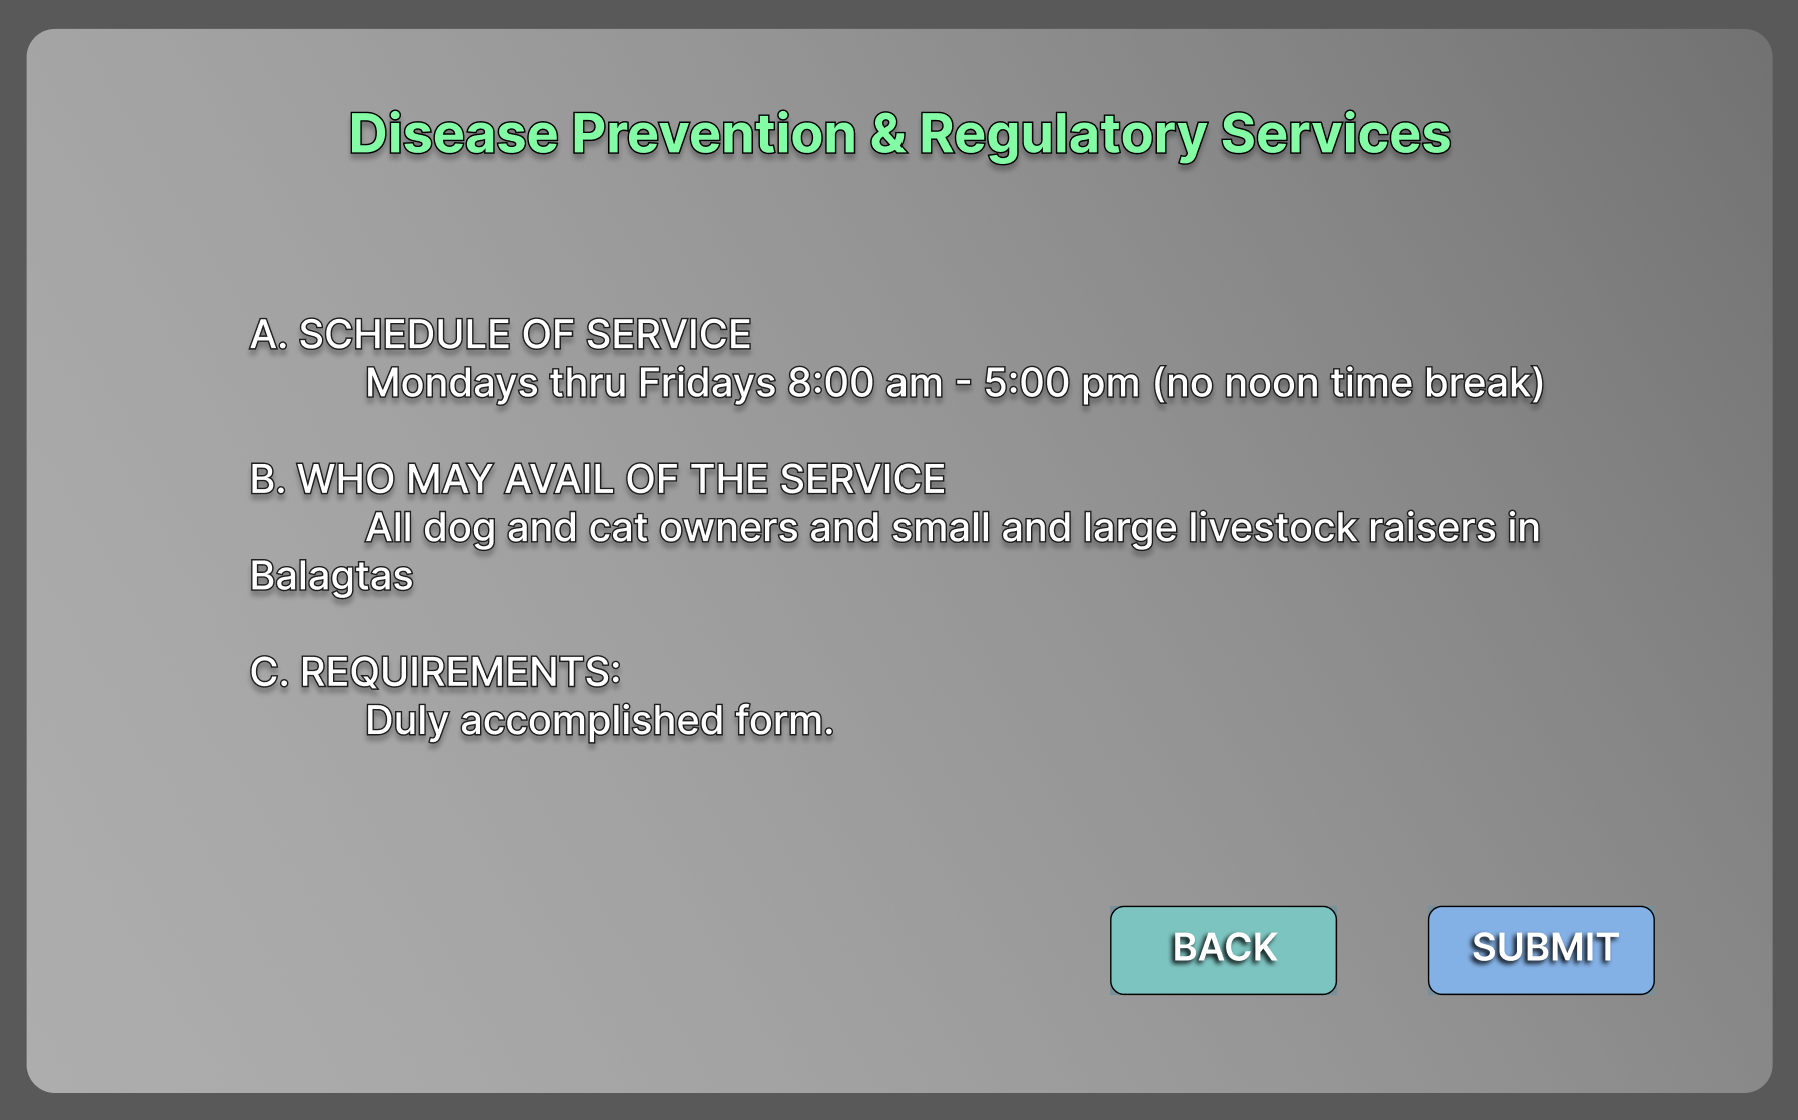 Disease Prevention & Regulatory Services
A. SCHEDULE OF SERVICE
Mondays thru Fridays 8:00 am - 5:00 pm (no noon time break)
B. WHO MAY AVAIL OF THE SERVICE
All dog and cat owners and small and large livestock raisers in
Balagtas
C. REQUIREMENTS:
Duly accomplished form.
BACK
SUBMIT